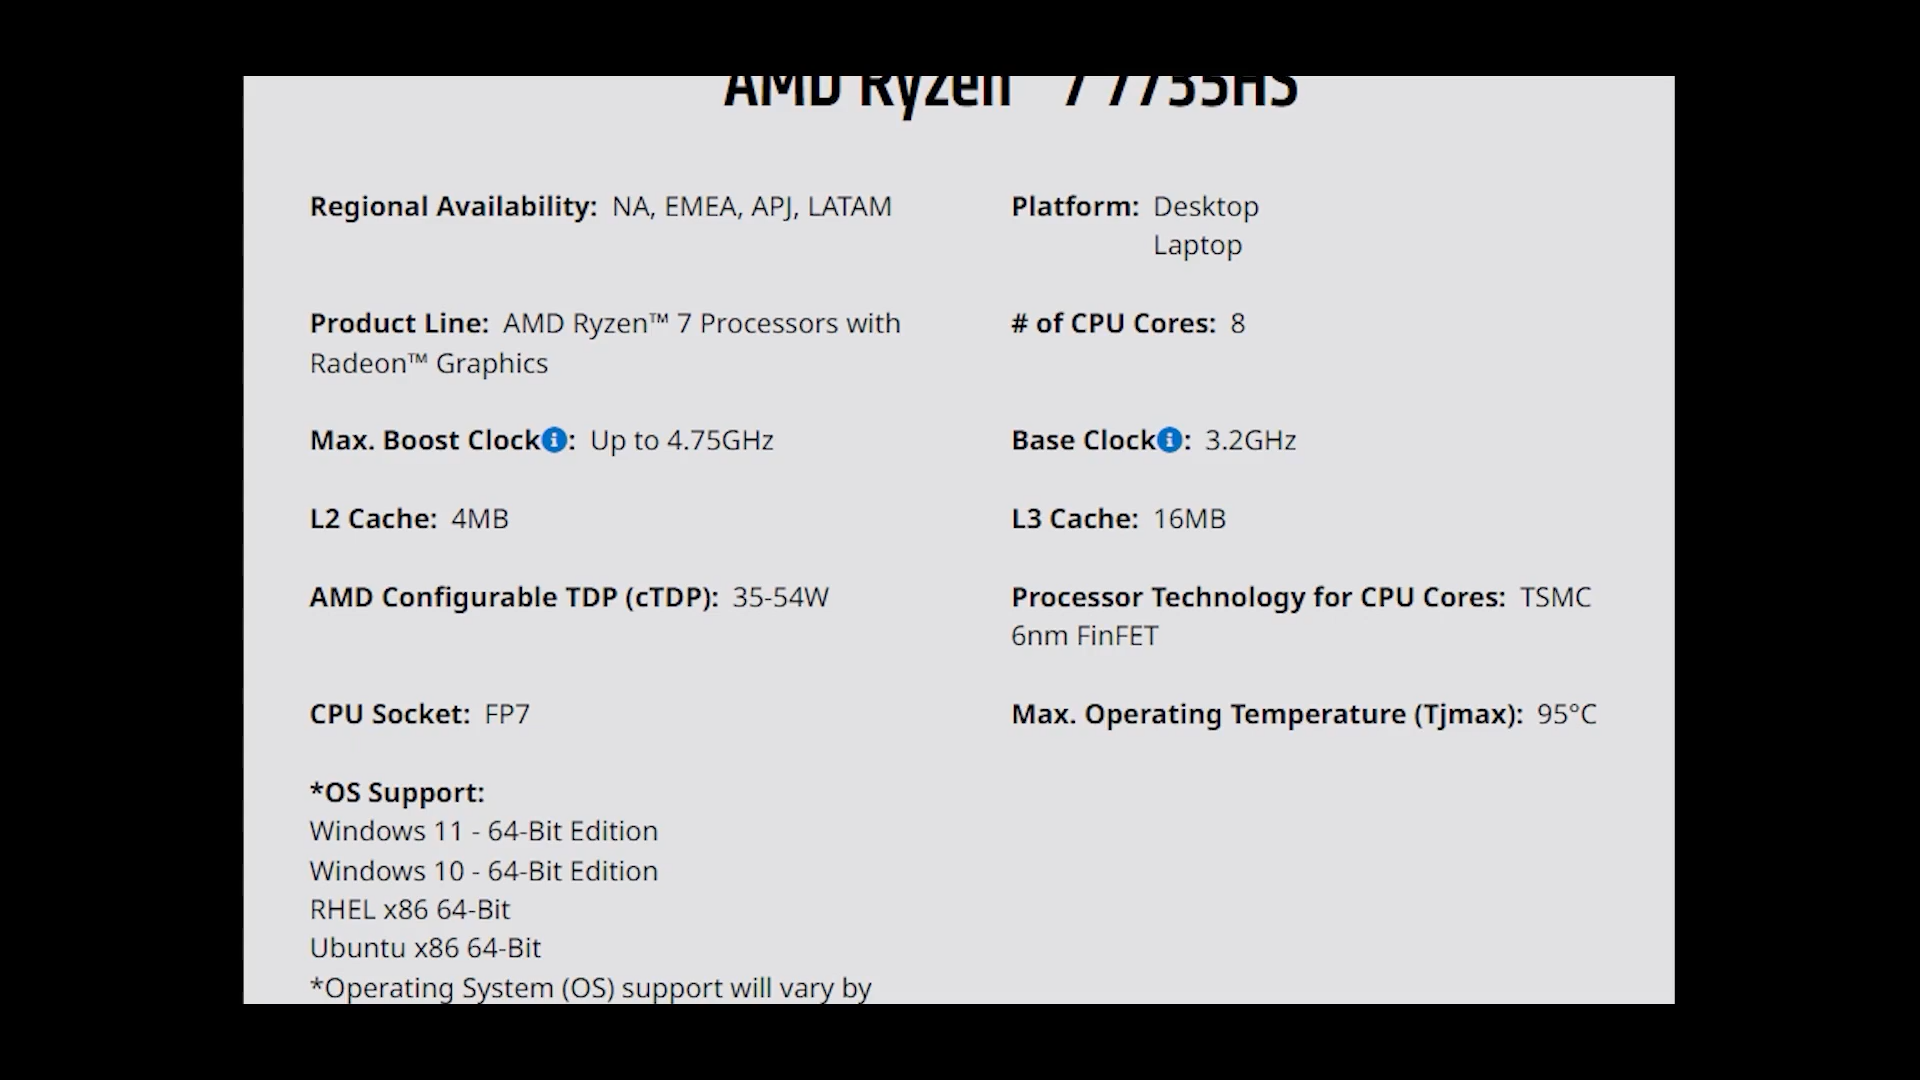 AMD Ryzen 7 7735HS
Regional Availability: NA, EMEA, APJ, LATAM
Platform: Desktop
Laptop
Product Line: AMD Ryzen™ 7 Processors with
Radeon™ Graphics
# of CPU Cores: 8
Max. Boost Clock: Up to 4.75GHz
Base Clock: 3.2GHz
L2 Cache: 4MB
L3 Cache: 16MB
AMD Configurable TDP (cTDP): 35-54W
Processor Technology for CPU Cores: TSMC
6nm FinFET
CPU Socket: FP7
Max. Operating Temperature (Tjmax): 95°C
*OS Support:
Windows 11 - 64-Bit Edition
Windows 10 - 64-Bit Edition
RHEL x86 64-Bit
Ubuntu x86 64-Bit
*Operating System (OS) support will vary by